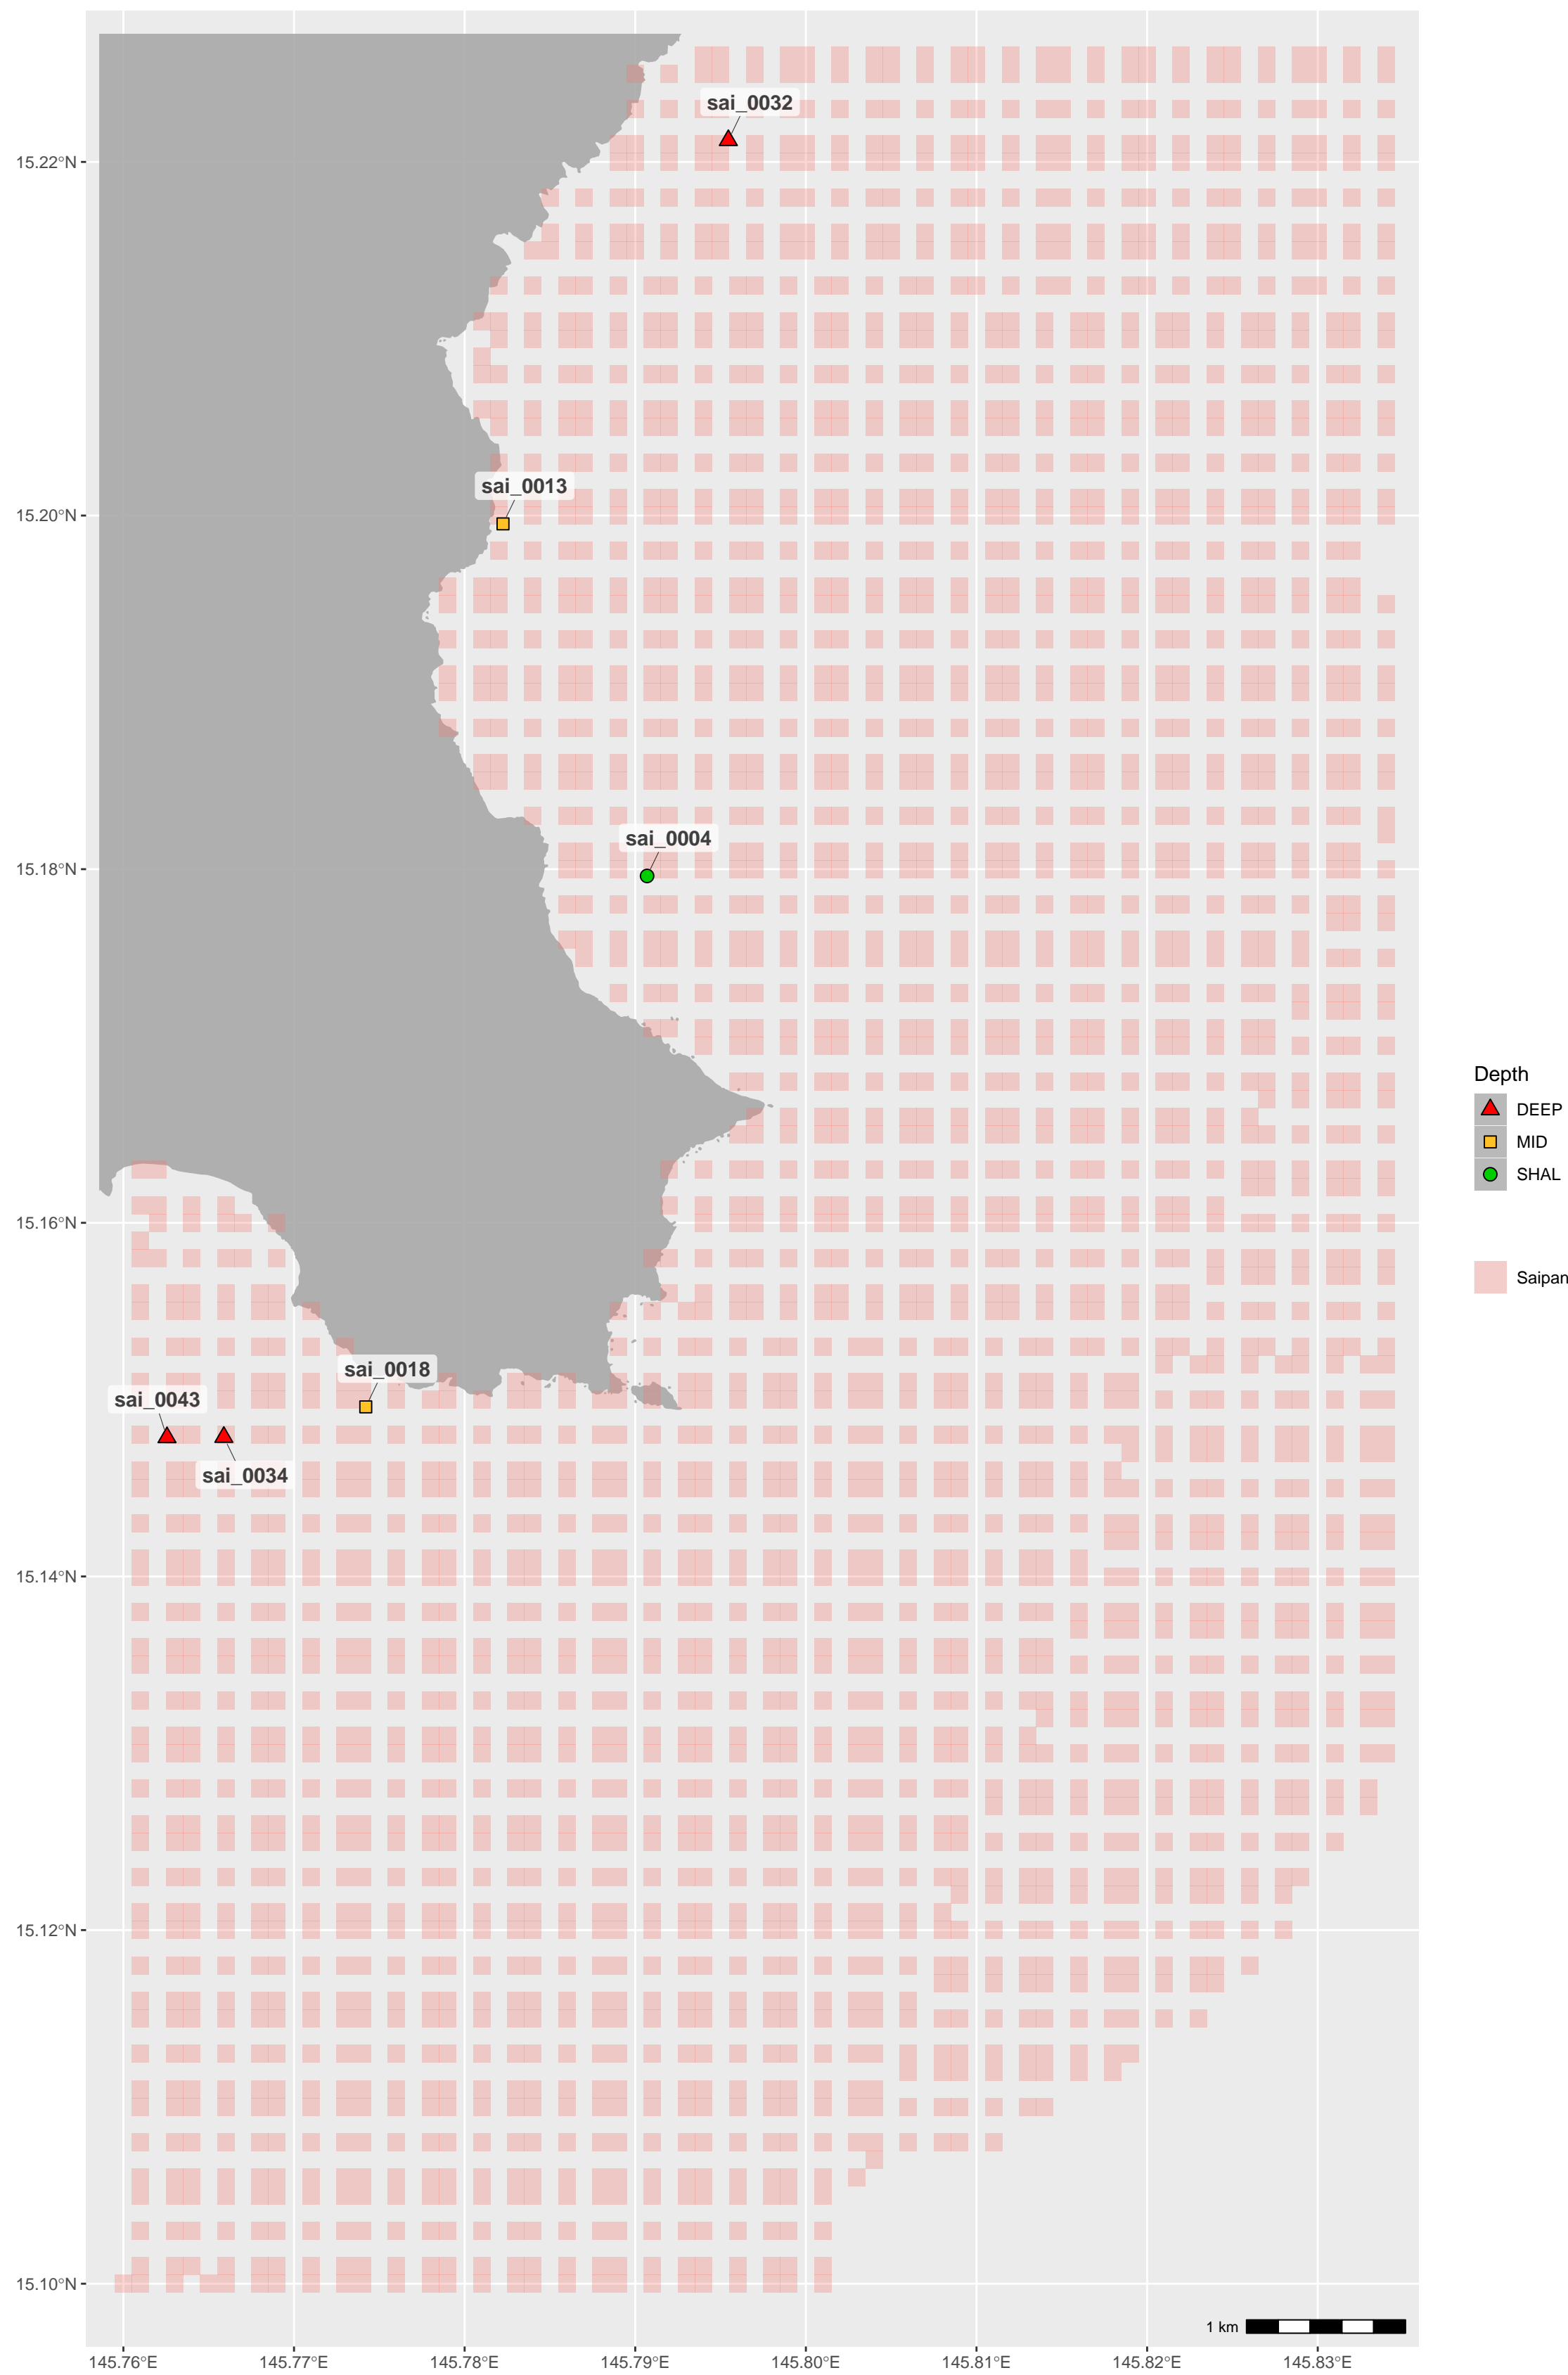 sai_0032
15.22°N
sai_0013
15.20°N
sai_0004
15.18°N
Depth
DEEP
MID
SHAL
15.16°N
Saipan
sai_0018
sai_0043
sai_0034
15.14°N
15.12°N
15.10°N
1 km
145.76°E 145.77°E 145.78°E 145.79°E 145.80°E 145.81°E 145.82°E 145.83°E